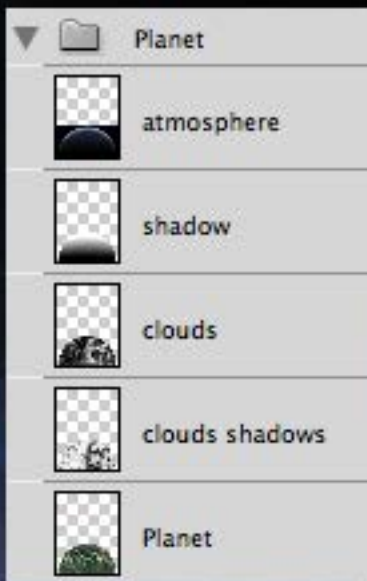 Planet
atmosphere
shadow
clouds
clouds shadows
Planet